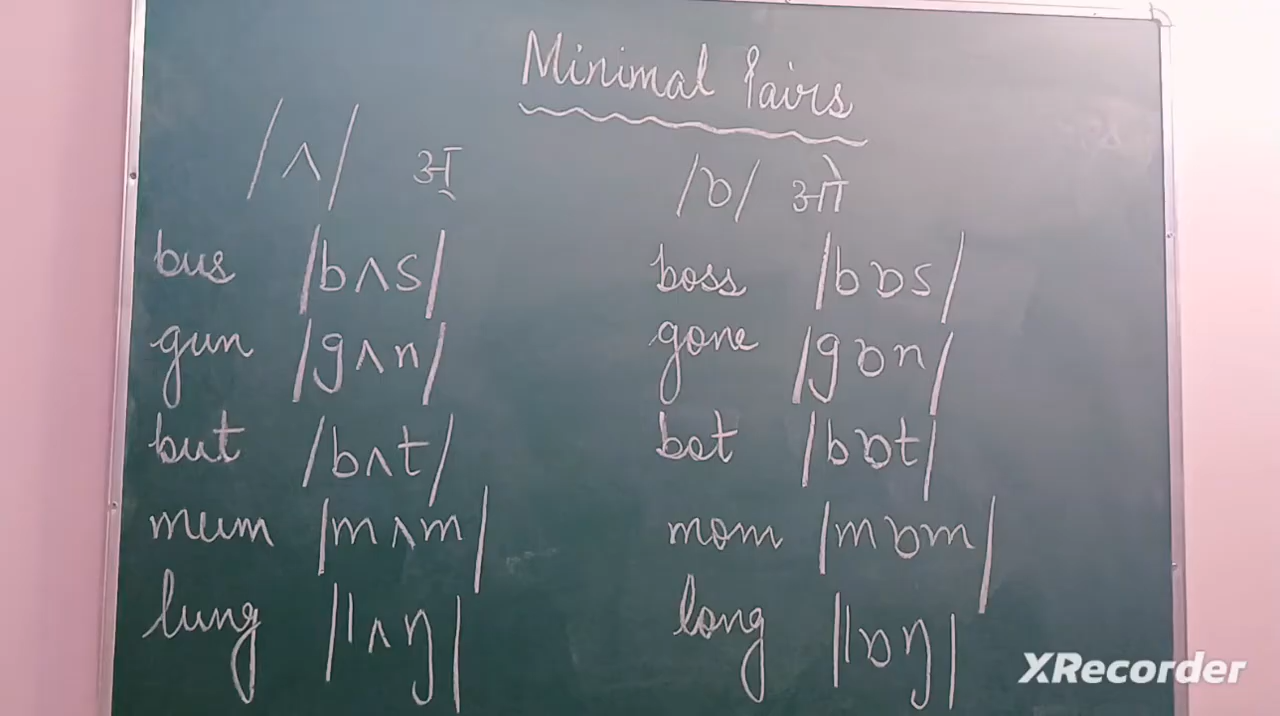 Minimal Pairs
/ʌ/ अ /ɒ/ ओ
bus /bʌs/ boss /bɒs/
gun /gʌn/ gone /gɒn/
but /bʌt/ bot /bɒt/
mum /mʌm/ mom /mɒm/
lung /lʌŋ/ long /lɒŋ/
XRecorder